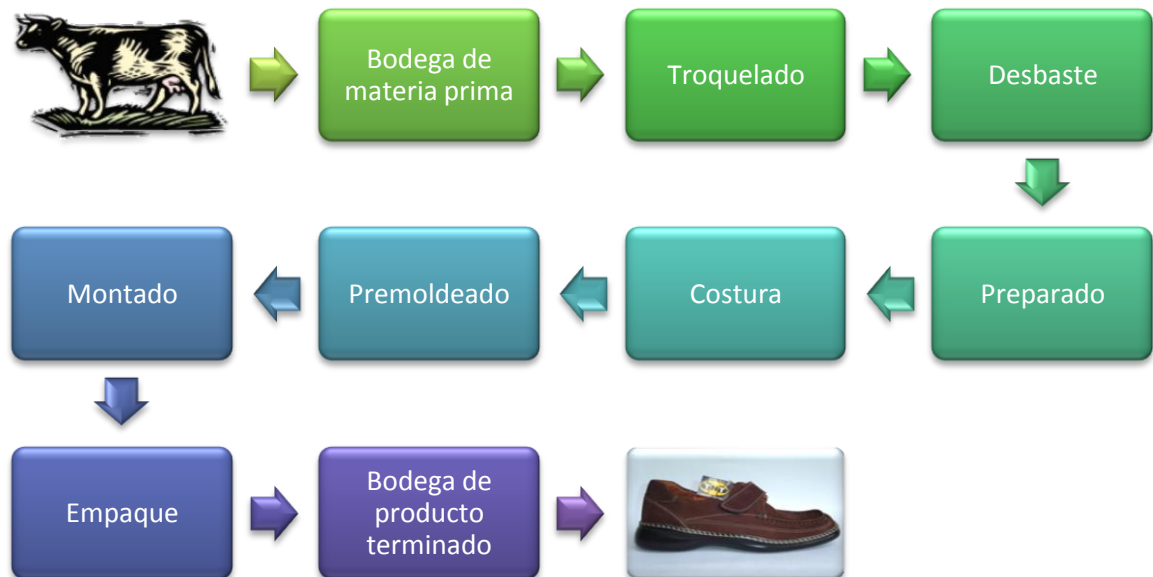 Bodega de
materia prima
Troquelado
Desbaste
Preparado
Costura
Premoldeado
Montado
Empaque
Bodega de
producto
terminado